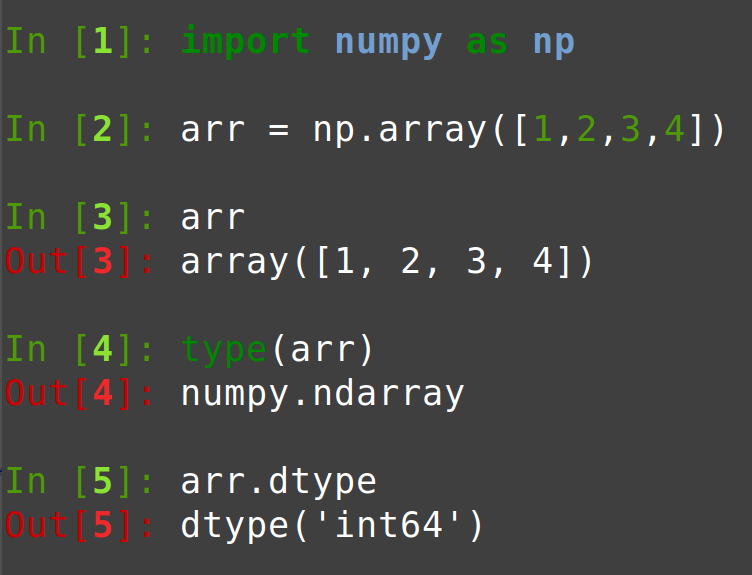 In [1]: import numpy as np
In [2]: arr = np.array([1,2,3,4])
In [3]: arr
Out[3]: array([1, 2, 3, 4])
In [4]: type(arr)
Out[4]: numpy.ndarray
In [5]: arr.dtype
Out[5]: dtype('int64')